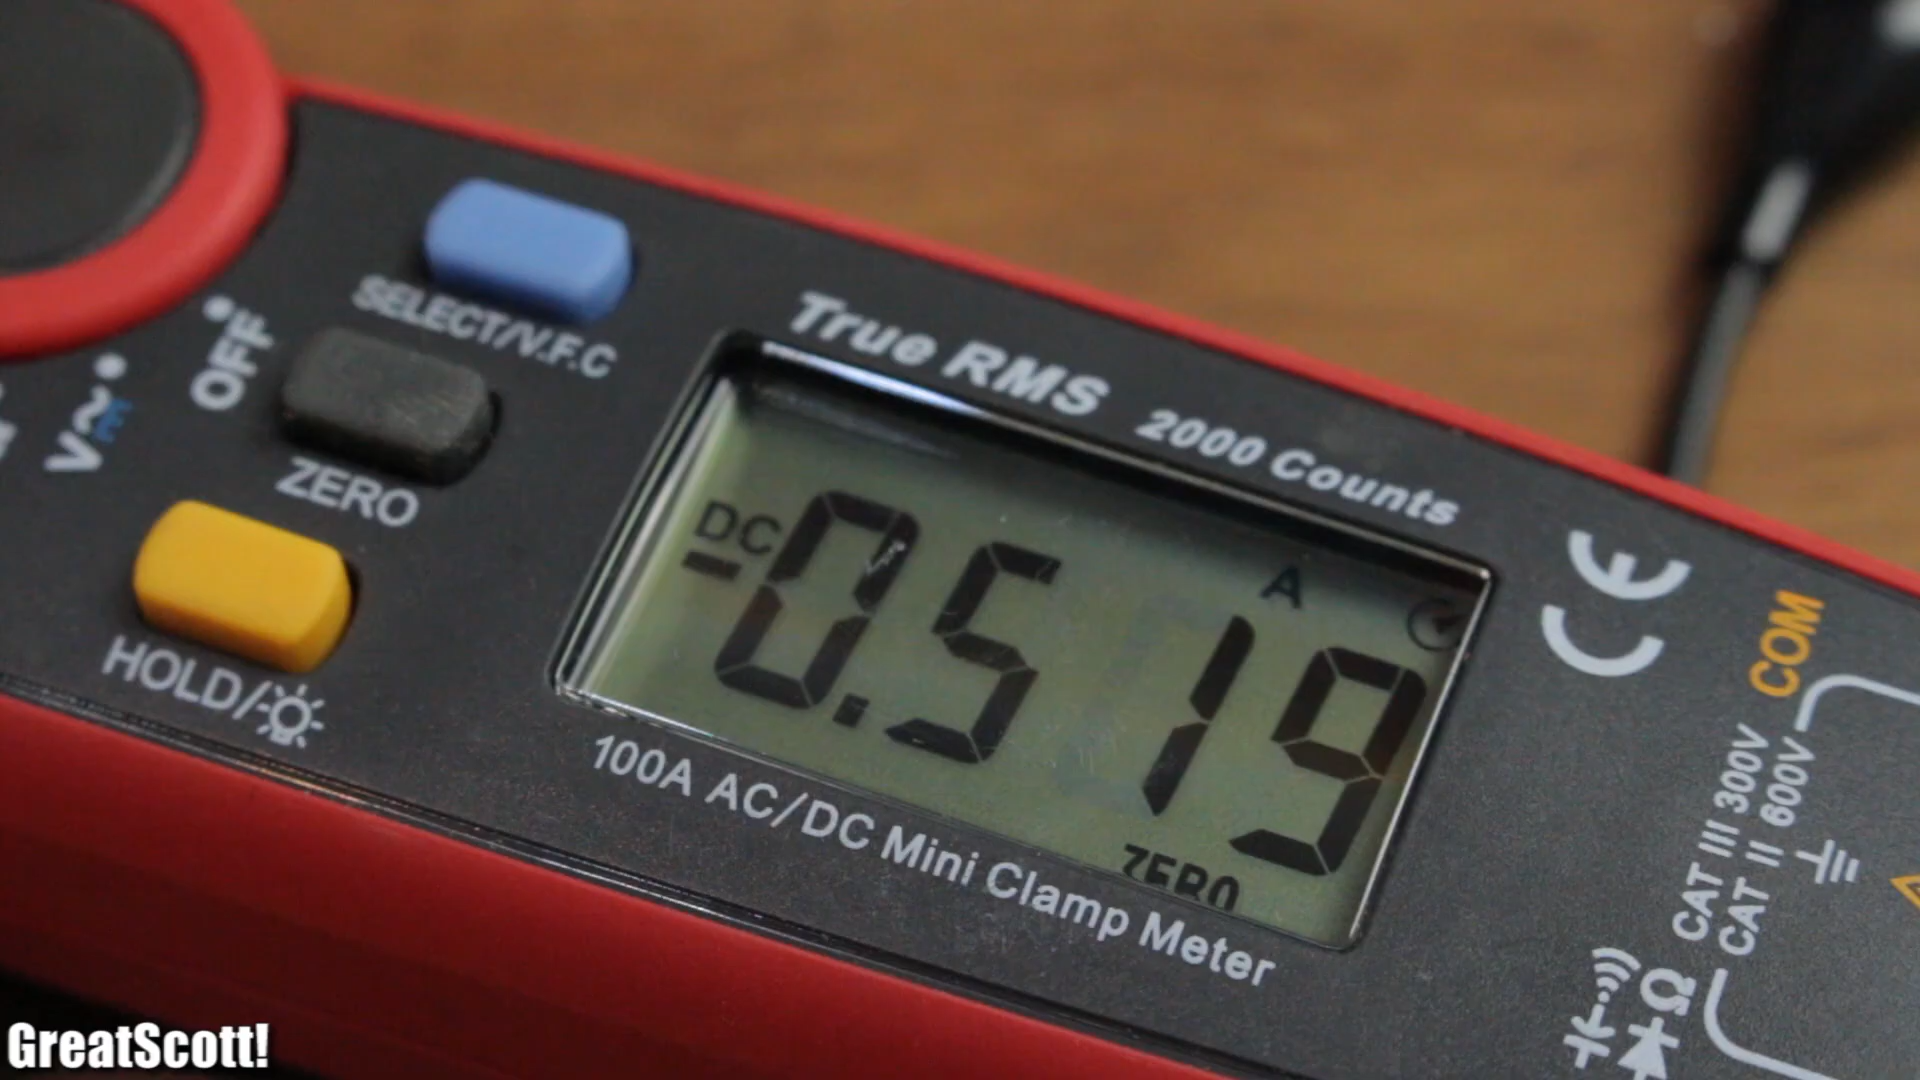 SELECT/V.F.C
OFF
V
ZERO
HOLD/
True RMS 2000 Counts
DC
A
-0.519
ZERO
100A AC/DC Mini Clamp Meter
CE
COM
CAT III 300V
CAT II 600V
Ω
GreatScott!